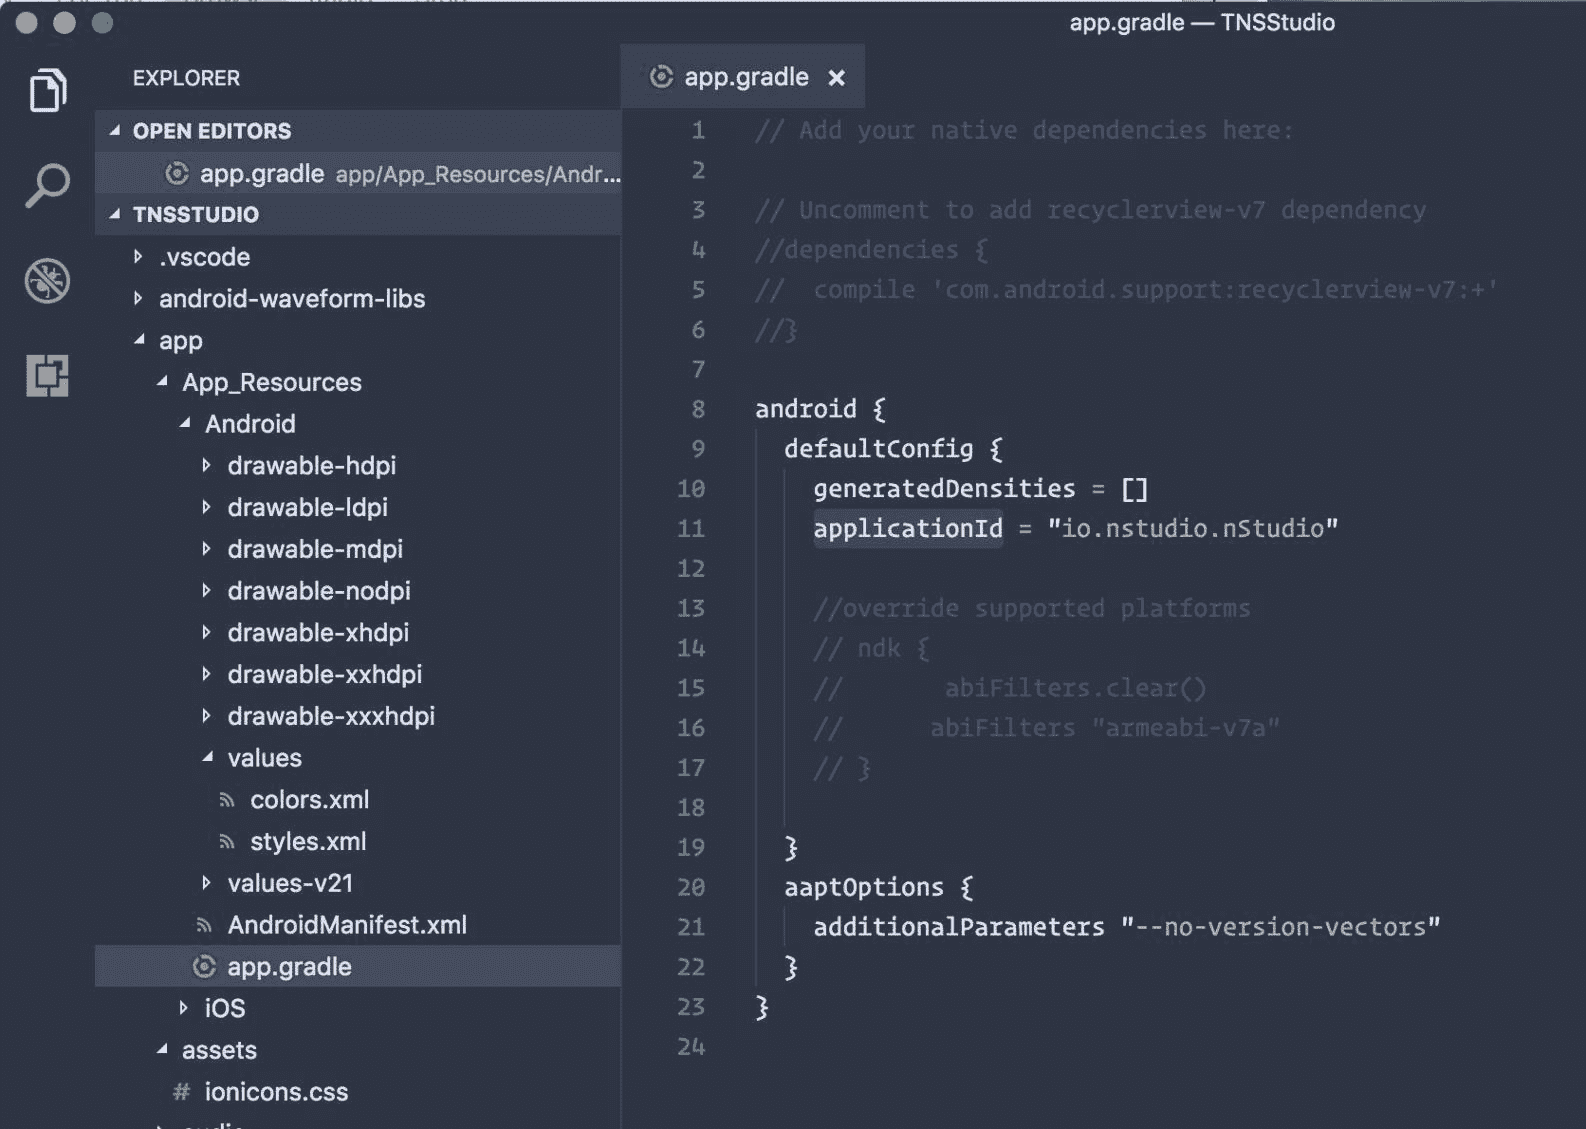 app.gradle — TNSStudio
EXPLORER
OPEN EDITORS
app.gradle app/App_Resources/Andr...
TNSSTUDIO
.vscode
android-waveform-libs
app
App_Resources
Android
drawable-hdpi
drawable-ldpi
drawable-mdpi
drawable-nodpi
drawable-xhdpi
drawable-xxhdpi
drawable-xxxhdpi
values
colors.xml
styles.xml
values-v21
AndroidManifest.xml
app.gradle
iOS
assets
# ionicons.css
app.gradle ×
1 // Add your native dependencies here:
2
3 // Uncomment to add recyclerview-v7 dependency
4 //dependencies {
5 //  compile 'com.android.support:recyclerview-v7:+'
6 //}
7
8 android {
9   defaultConfig {
10     generatedDensities = []
11     applicationId = "io.nstudio.nStudio"
12
13     //override supported platforms
14     // ndk {
15     //       abiFilters.clear()
16     //      abiFilters "armeabi-v7a"
17     // }
18
19   }
20   aaptOptions {
21     additionalParameters "--no-version-vectors"
22   }
23 }
24